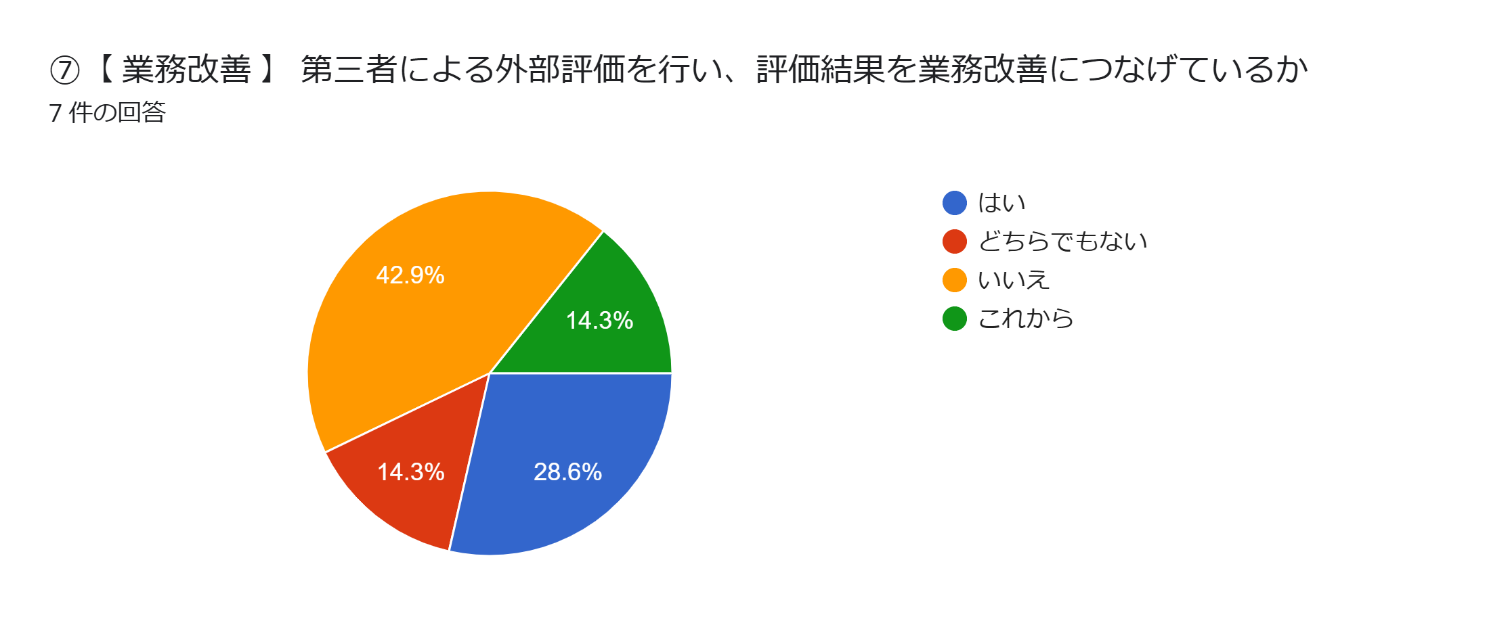 ⑦【 業務改善 】 第三者による外部評価を行い、評価結果を業務改善につなげているか
7 件の回答
はい
どちらでもない
いいえ
これから
42.9%
14.3%
14.3%
28.6%